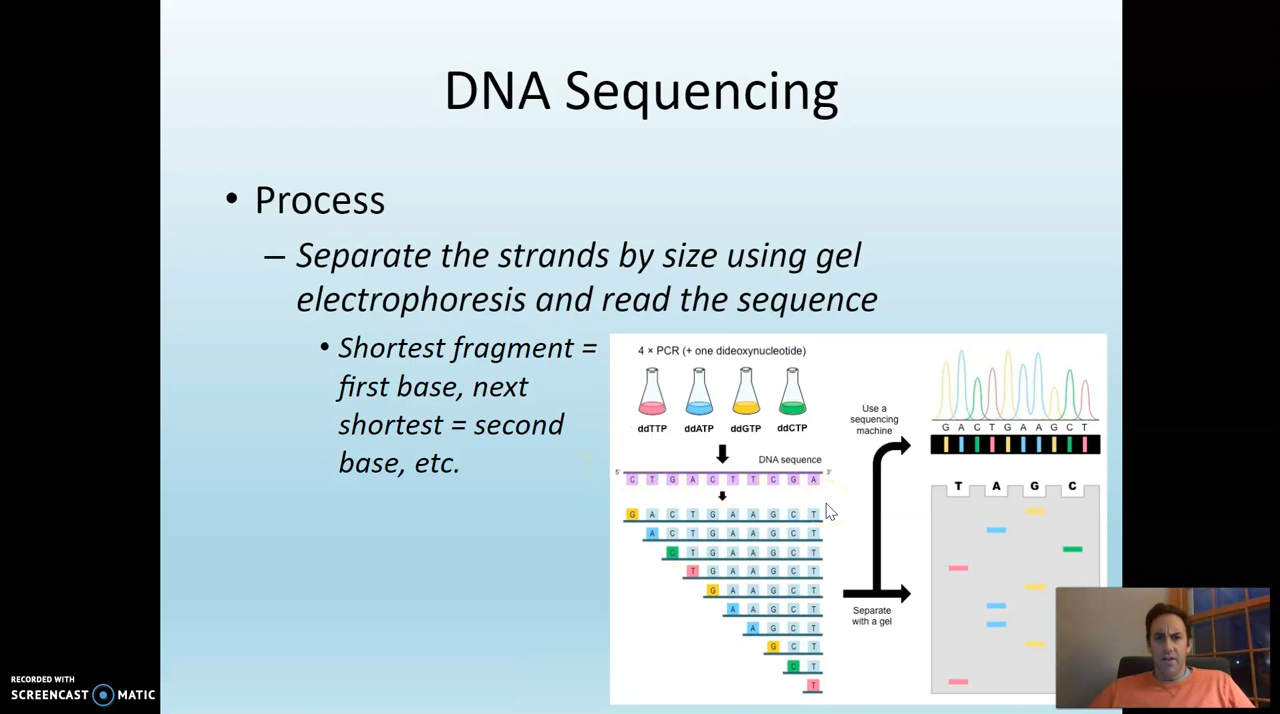 DNA Sequencing
• Process
– Separate the strands by size using gel
electrophoresis and read the sequence
• Shortest fragment =
first base, next
shortest = second
base, etc.
4 × PCR (+ one dideoxynucleotide)
ddTTP ddATP ddGTP ddCTP
DNA sequence
5' 3'
C T G A C T T C G A
G A C T G A A G C T
A C T G A A G C T
C T G A A G C T
T G A A G C T
G A A G C T
A A G C T
A G C T
G C T
C T
T
Use a
sequencing
machine
Separate
with a gel
G A C T G A A G C T
T A G C
RECORDED WITH
SCREENCAST MATIC